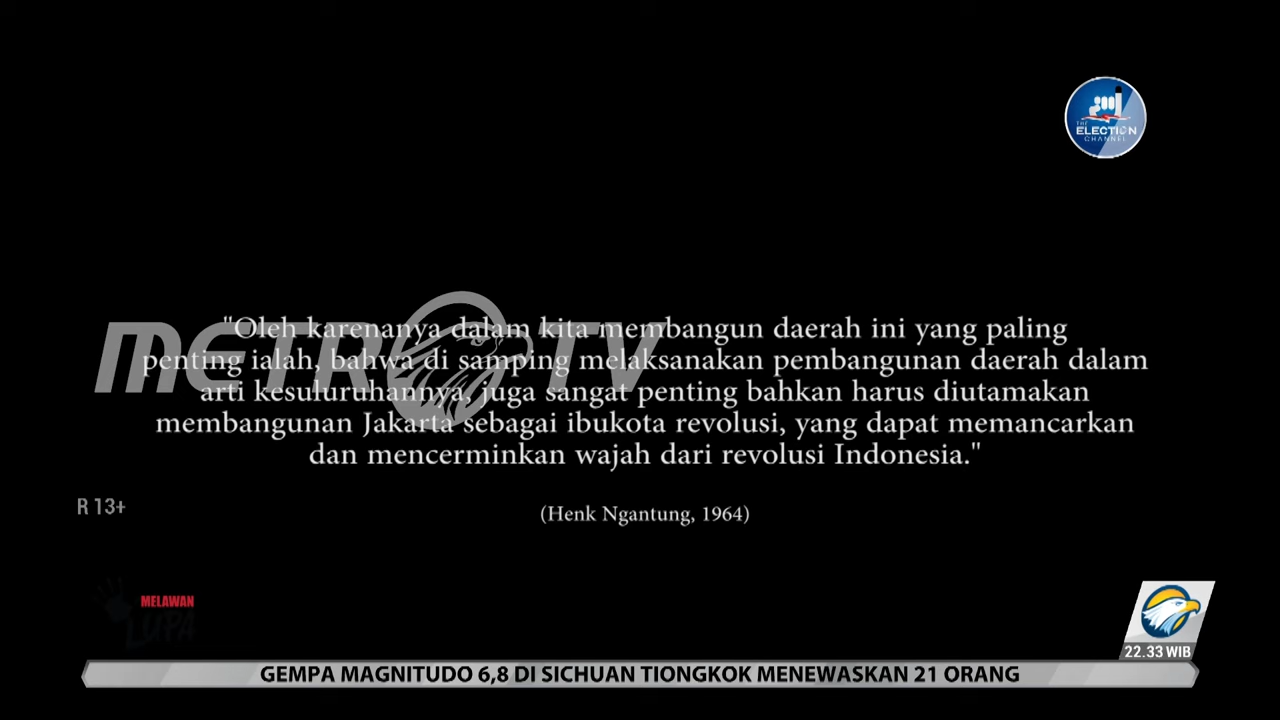 THE
ELECTION
CHANNEL
METRO TV
"Oleh karenanya dalam kita membangun daerah ini yang paling
penting ialah, bahwa di samping melaksanakan pembangunan daerah dalam
arti kesuluruhannya, juga sangat penting bahkan harus diutamakan
membangunan Jakarta sebagai ibukota revolusi, yang dapat memancarkan
dan mencerminkan wajah dari revolusi Indonesia."
R 13+
(Henk Ngantung, 1964)
MELAWAN
LUPA
22.33 WIB
GEMPA MAGNITUDO 6,8 DI SICHUAN TIONGKOK MENEWASKAN 21 ORANG